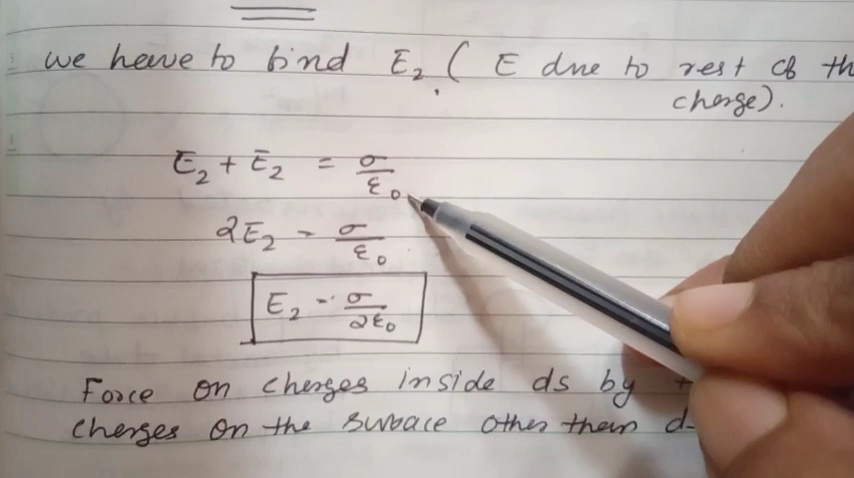 we have to find E₂ ( E due to rest of th
charge).
E₂ + E₂ = σ/ε₀
2E₂ = σ/ε₀
E₂ = σ/2ε₀
Force on charges inside ds by
charges on the surface other than d